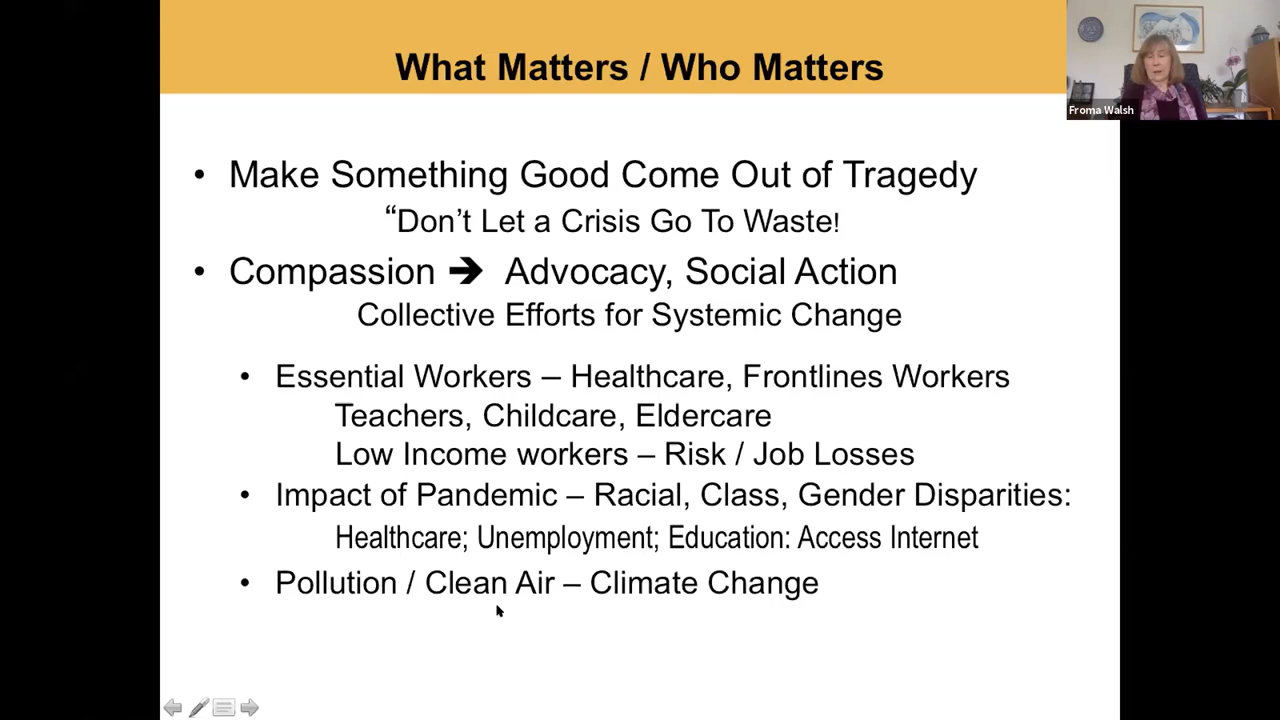 What Matters / Who Matters
Froma Walsh
• Make Something Good Come Out of Tragedy
“Don’t Let a Crisis Go To Waste!
• Compassion ➔ Advocacy, Social Action
Collective Efforts for Systemic Change
• Essential Workers – Healthcare, Frontlines Workers
Teachers, Childcare, Eldercare
Low Income workers – Risk / Job Losses
• Impact of Pandemic – Racial, Class, Gender Disparities:
Healthcare; Unemployment; Education: Access Internet
• Pollution / Clean Air – Climate Change